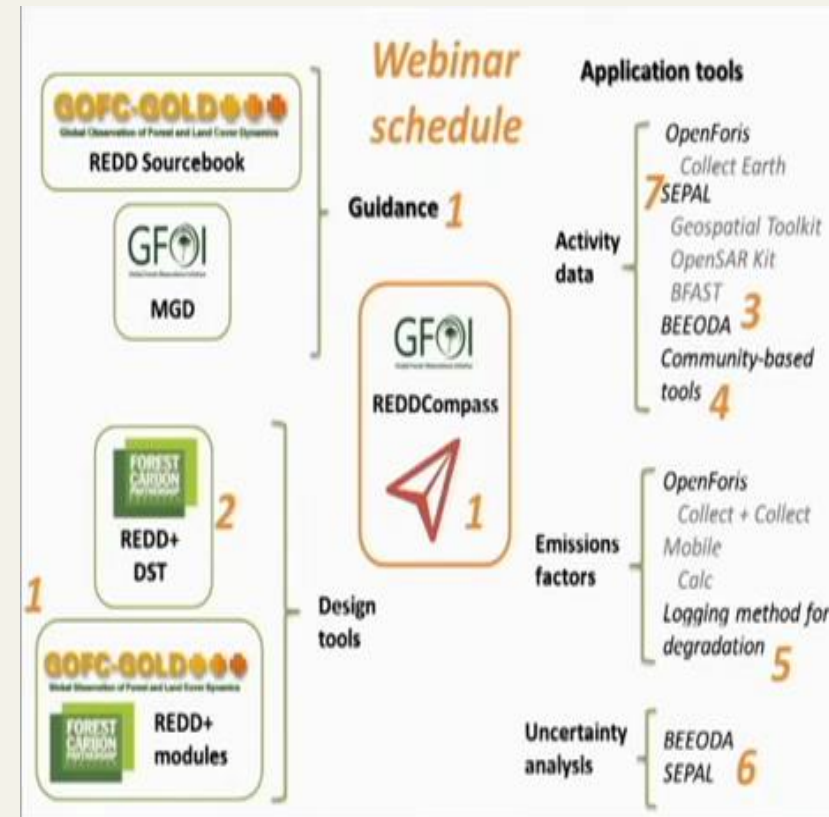 Webinar
schedule
GOFC-GOLD
Global Observation of Forest and Land Cover Dynamics
REDD Sourcebook
GFOI
MGD
Guidance 1
GFOI
REDDCompass
1
FOREST
CARBON
PARTNERSHIP
REDD+
DST
2
1
GOFC-GOLD
Global Observation of Forest and Land Cover Dynamics
FOREST
CARBON
PARTNERSHIP
REDD+
modules
Design
tools
Application tools
Activity
data
OpenForis
Collect Earth
7 SEPAL
Geospatial Toolkit
OpenSAR Kit
BFAST
BEEODA 3
Community-based
tools 4
Emissions
factors
OpenForis
Collect + Collect
Mobile
Calc
Logging method for
degradation 5
Uncertainty
analysis
BEEODA
SEPAL 6